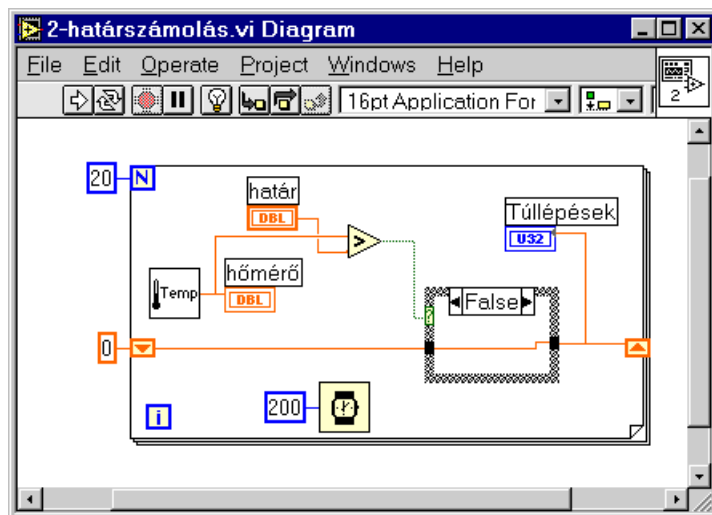 2-határszámolás.vi Diagram
File Edit Operate Project Windows Help
16pt Application For
2
20
N
határ
DBL
Túllépések
U32
>
hőmérő
DBL
Temp
False
?
0
i
200